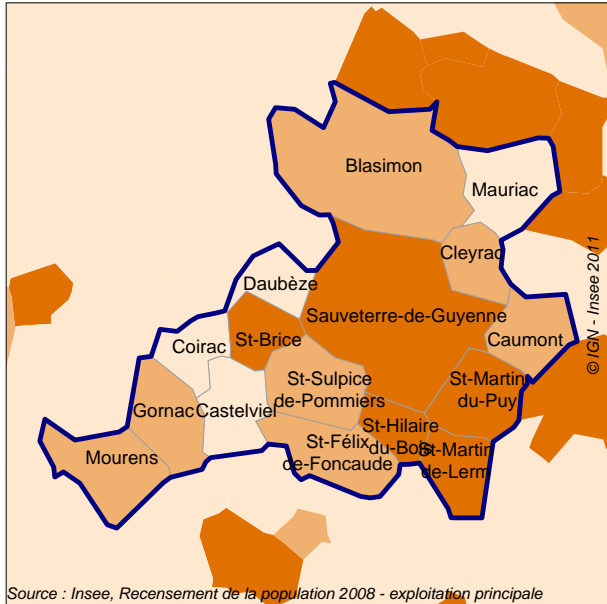 Blasimon
Mauriac
Cleyrac
Daubèze
Sauveterre-de-Guyenne
St-Brice
Caumont
Coirac
St-Sulpice
de-Pommiers
St-Martin
du-Puy
Gornac
Castelviel
St-Hilaire
du-Bois
St-Félix
de-Foncaude
St-Martin
de-Lerm
Mourens
© IGN - Insee 2011
Source : Insee, Recensement de la population 2008 - exploitation principale